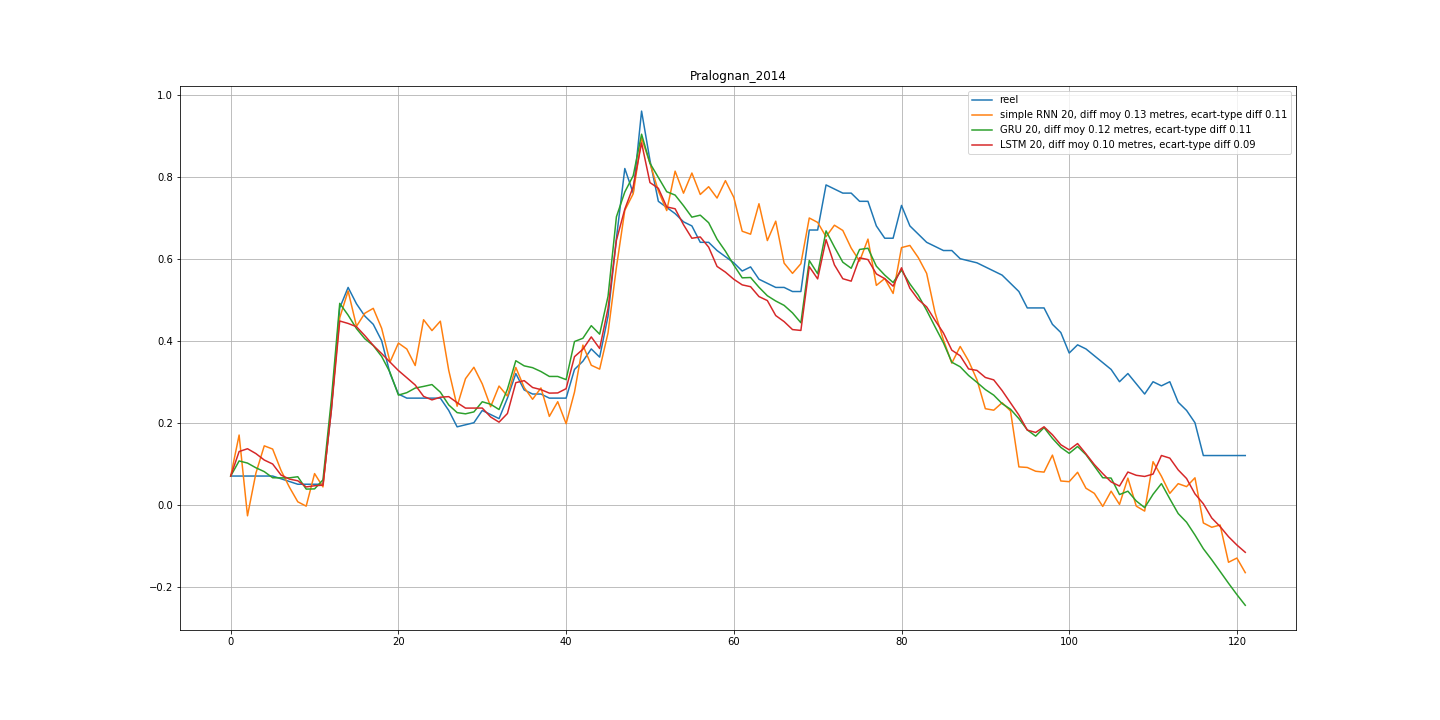 Pralognan_2014
reel
simple RNN 20, diff moy 0.13 metres, ecart-type diff 0.11
GRU 20, diff moy 0.12 metres, ecart-type diff 0.11
LSTM 20, diff moy 0.10 metres, ecart-type diff 0.09
1.0
0.8
0.6
0.4
0.2
0.0
−0.2
0 20 40 60 80 100 120